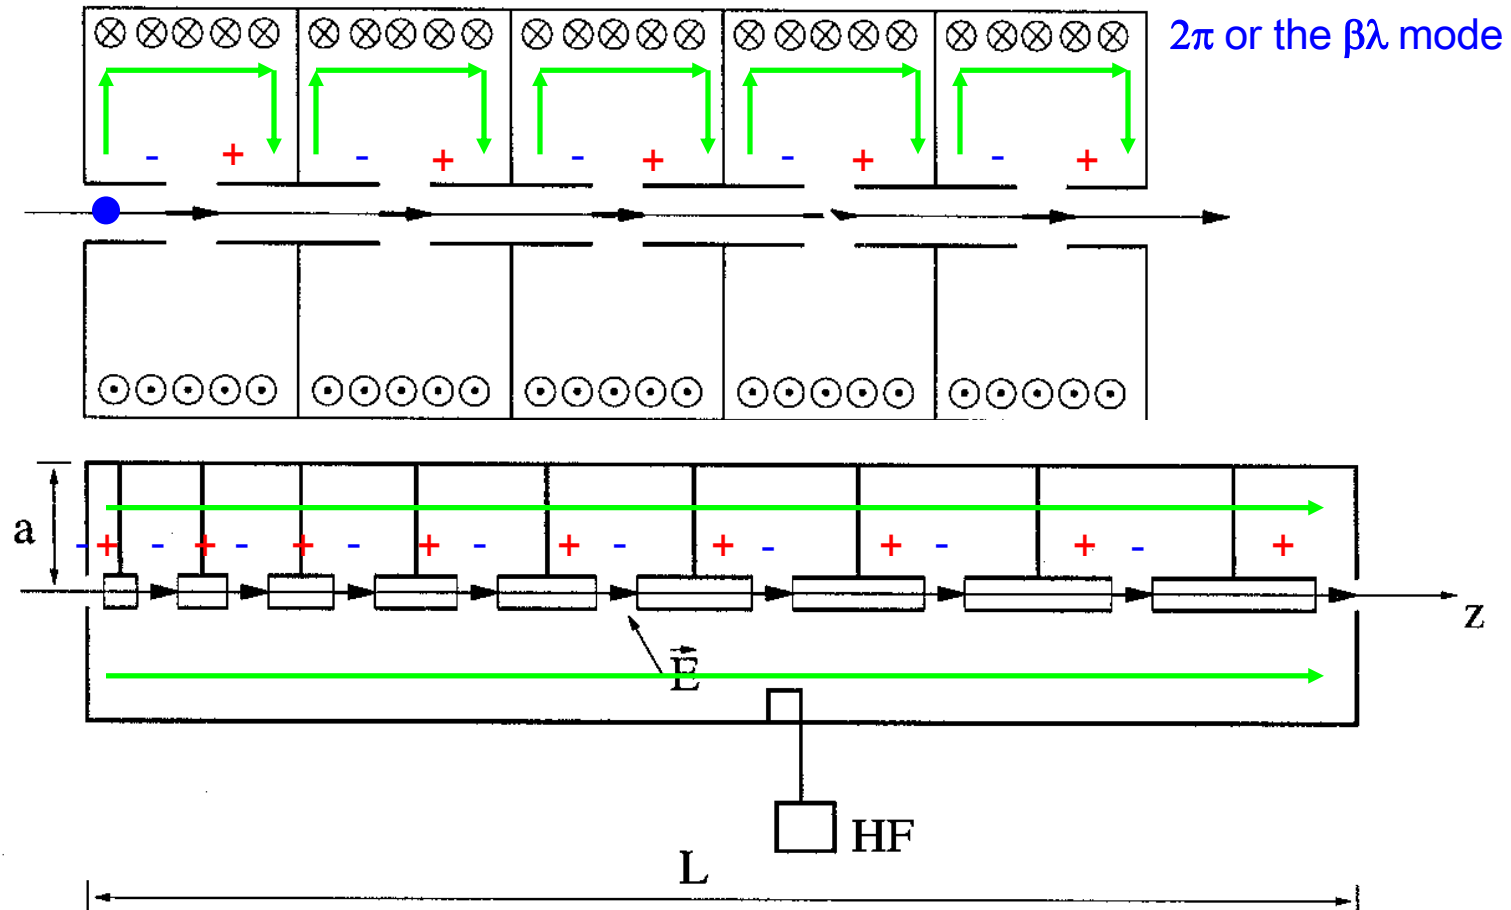 2π or the βλ mode
- + - + - + - + - +
a
- + - + - + - + - + - + - + - + - +
z
E
HF
L